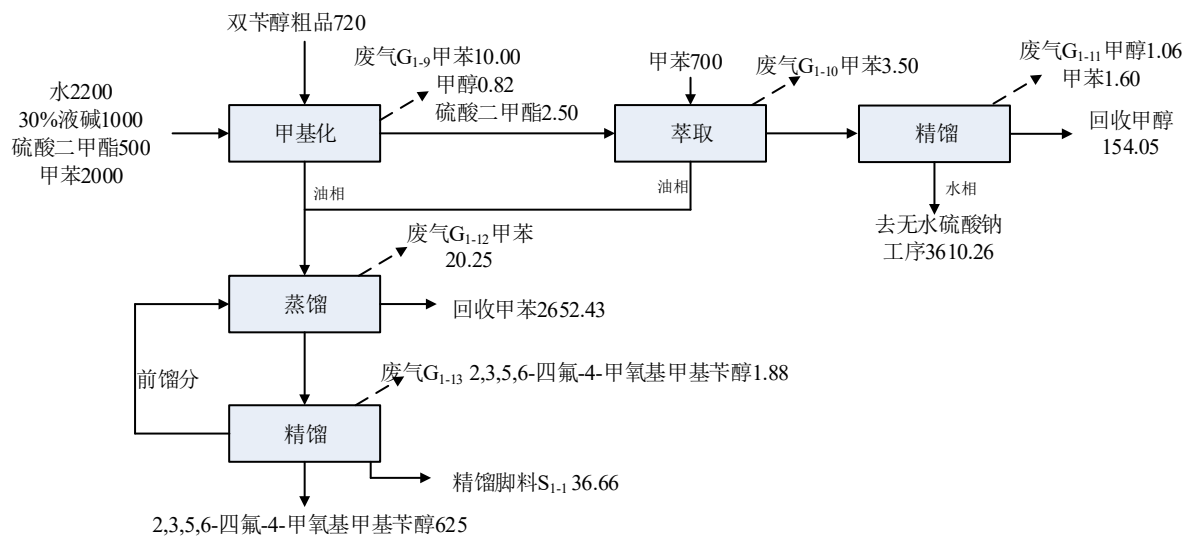 双苄醇粗品720
水2200
30%液碱1000
硫酸二甲酯500
甲苯2000
甲基化
废气G1-9甲苯10.00
甲醇0.82
硫酸二甲酯2.50
甲苯700
萃取
废气G1-10甲苯3.50
精馏
废气G1-11甲醇1.06
甲苯1.60
回收甲醇
154.05
水相
去无水硫酸钠
工序3610.26
油相
油相
废气G1-12甲苯
20.25
蒸馏
回收甲苯2652.43
前馏分
废气G1-13 2,3,5,6-四氟-4-甲氧基甲基苄醇1.88
精馏
精馏脚料S1-1 36.66
2,3,5,6-四氟-4-甲氧基甲基苄醇625